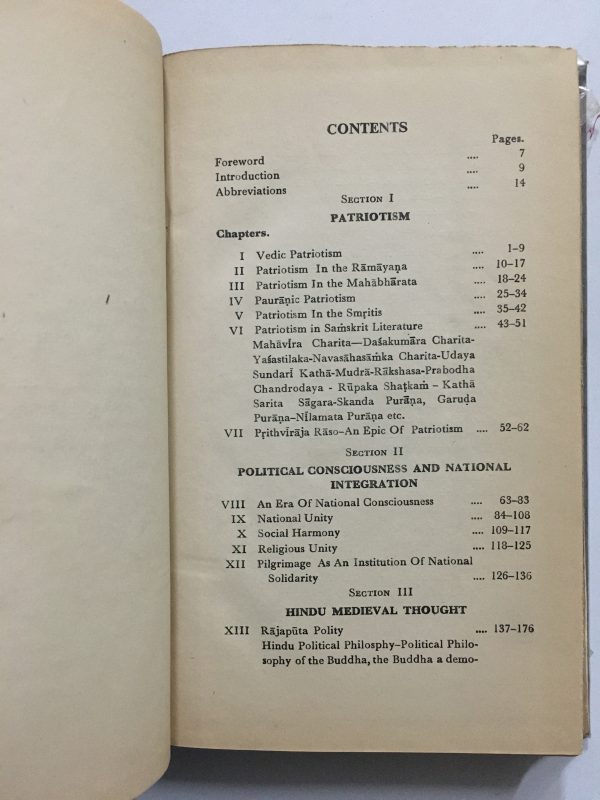 CONTENTS
Pages.
Foreword .... 7
Introduction .... 9
Abbreviations .... 14
SECTION I
PATRIOTISM
Chapters.
I Vedic Patriotism .... 1–9
II Patriotism In the Rāmāyaṇa .... 10–17
III Patriotism In the Mahābhārata .... 18–24
IV Paurāṇic Patriotism .... 25–34
V Patriotism In the Smṛitis .... 35–42
VI Patriotism in Saṁskrit Literature .... 43–51
Mahāvīra Charita—Daśakumāra Charita-
Yaśastilaka-Navasāhasāṁka Charita-Udaya
Sundarī Kathā-Mudrā-Rākshasa-Prabodha
Chandrodaya - Rūpaka Shaṭkaṁ – Kathā
Sarita Sāgara-Skanda Purāṇa, Garuḍa
Purāṇa–Nīlamata Purāṇa etc.
VII Pṛithvīrāja Rāso–An Epic Of Patriotism .... 52–62
SECTION II
POLITICAL CONSCIOUSNESS AND NATIONAL
INTEGRATION
VIII An Era Of National Consciousness .... 63–83
IX National Unity .... 84–108
X Social Harmony .... 109–117
XI Religious Unity .... 118–125
XII Pilgrimage As An Institution Of National
Solidarity .... 126–136
SECTION III
HINDU MEDIEVAL THOUGHT
XIII Rājapūta Polity .... 137–176
Hindu Political Philosphy–Political Philo-
sophy of the Buddha, the Buddha a demo-